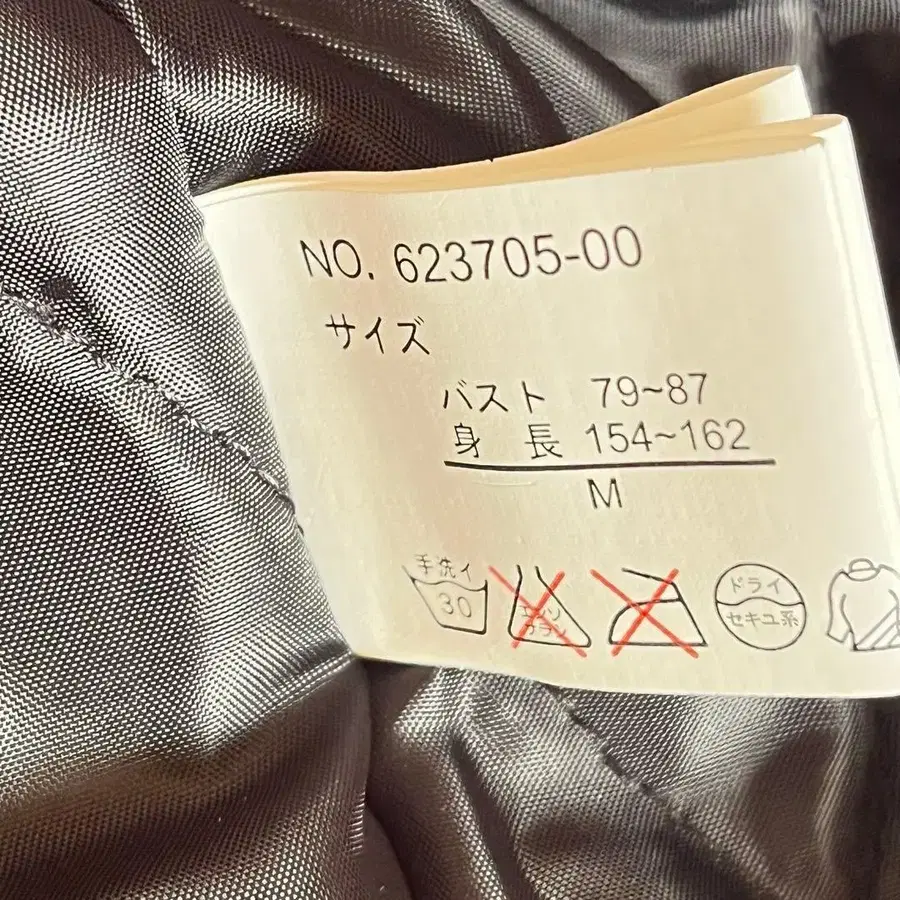 NO. 623705-00
サイズ
バスト 79~87
身 長 154~162
M
手洗イ
30
エンソ
サラシ
ドライ
セキユ系